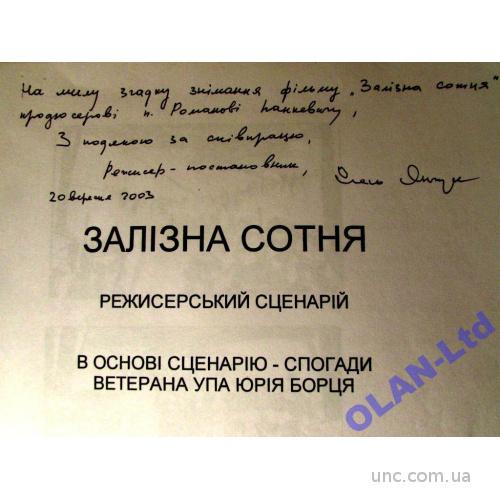 На милу згадку знімання фільму „Залізна сотня"
продюсерові п. Романові
З подякою за співпрацю,
Режисер-постановник,
20 вересня 2003
ЗАЛІЗНА СОТНЯ
РЕЖИСЕРСЬКИЙ СЦЕНАРІЙ
В ОСНОВІ СЦЕНАРІЮ - СПОГАДИ
ВЕТЕРАНА УПА ЮРІЯ БОРЦЯ
OLAN-Ltd
unc.com.ua